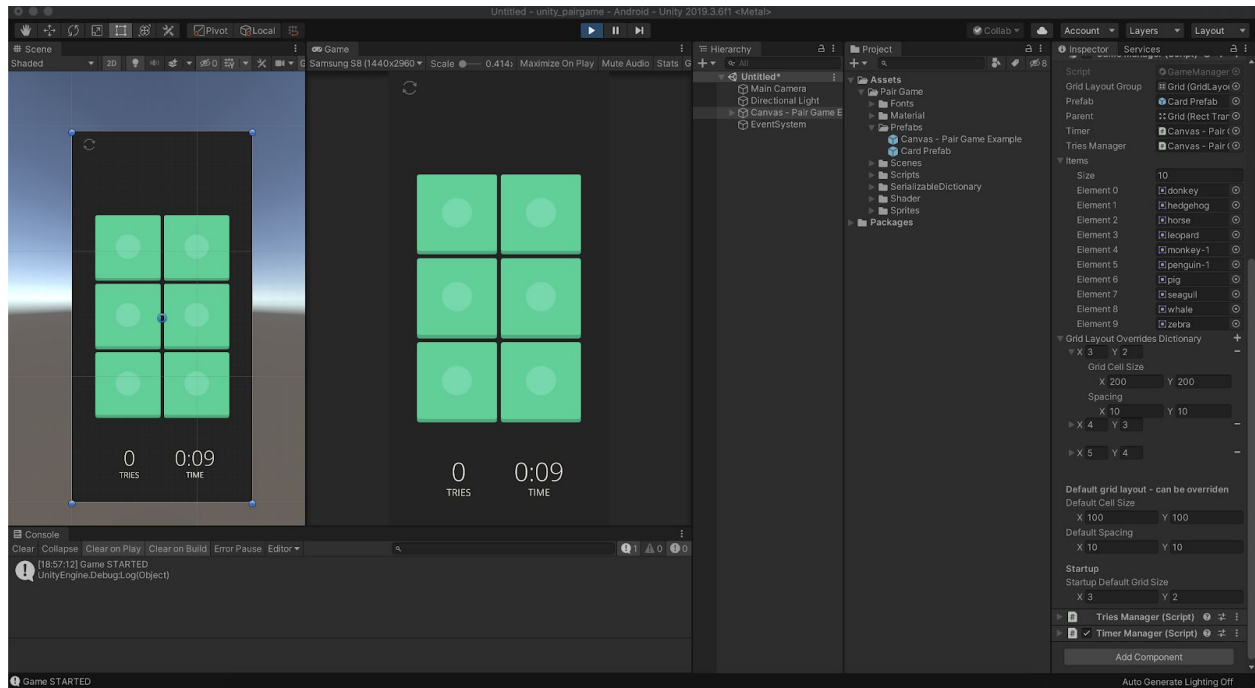 Untitled - unity_pairgame - Android - Unity 2019.3.6f1 <Metal>
Pivot Local Collab Account Layers Layout
Scene
Shaded 2D 0
Game
Samsung S8 (1440x2960) Scale 0.414 Maximize On Play Mute Audio Stats G
0 TRIES
0:09 TIME
0 TRIES
0:09 TIME
Console
Clear Collapse Clear on Play Clear on Build Error Pause Editor 1 0 0
[18:57:12] Game STARTED
UnityEngine.Debug:Log(Object)
Hierarchy
All
Untitled*
Main Camera
Directional Light
Canvas - Pair Game E
EventSystem
Project
8
Assets
Pair Game
Fonts
Material
Prefabs
Canvas - Pair Game Example
Card Prefab
Scenes
Scripts
SerializableDictionary
Shader
Sprites
Packages
Inspector Services
Script GameManager
Grid Layout Group Grid (GridLayou
Prefab Card Prefab
Parent Grid (Rect Tran
Timer Canvas - Pair
Tries Manager Canvas - Pair
Items
Size 10
Element 0 donkey
Element 1 hedgehog
Element 2 horse
Element 3 leopard
Element 4 monkey-1
Element 5 penguin-1
Element 6 pig
Element 7 seagull
Element 8 whale
Element 9 zebra
Grid Layout Overrides Dictionary
X 3 Y 2
Grid Cell Size
X 200 Y 200
Spacing
X 10 Y 10
X 4 Y 3
X 5 Y 4
Default grid layout - can be overriden
Default Cell Size
X 100 Y 100
Default Spacing
X 10 Y 10
Startup
Startup Default Grid Size
X 3 Y 2
Tries Manager (Script)
Timer Manager (Script)
Add Component
Game STARTED
Auto Generate Lighting Off